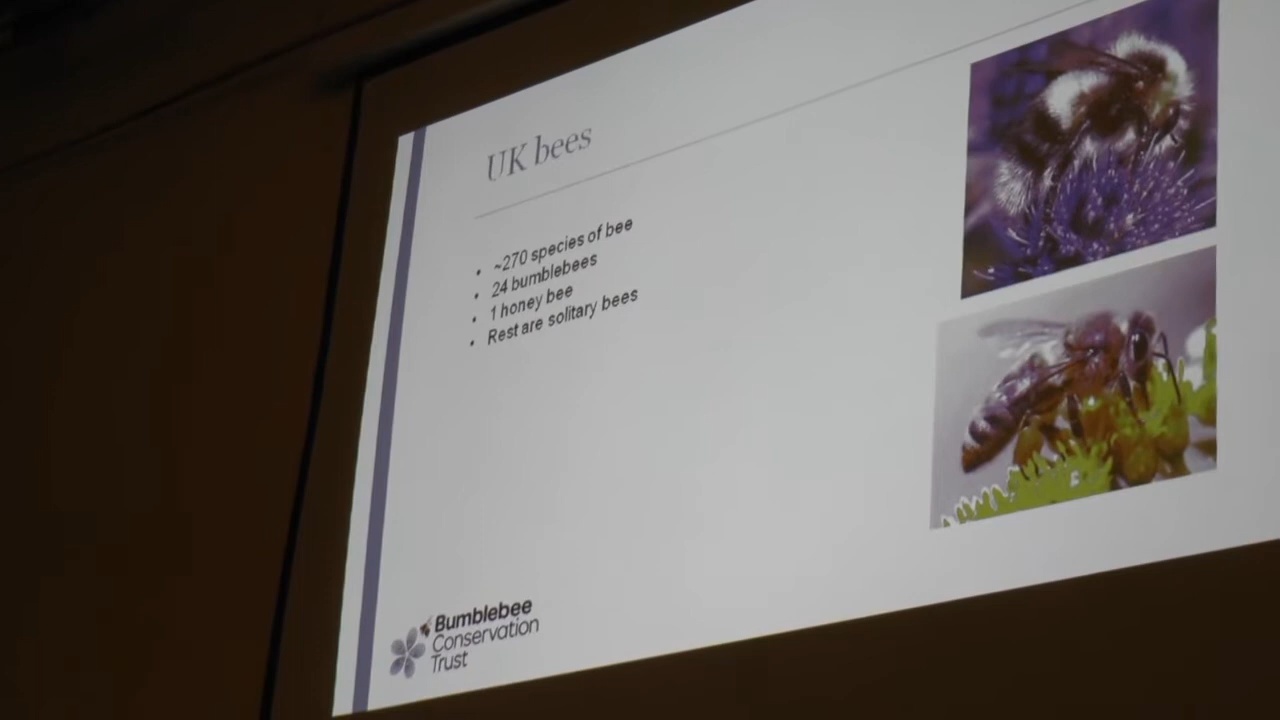 UK bees
• ~270 species of bee
• 24 bumblebees
• 1 honey bee
• Rest are solitary bees
Bumblebee
Conservation
Trust